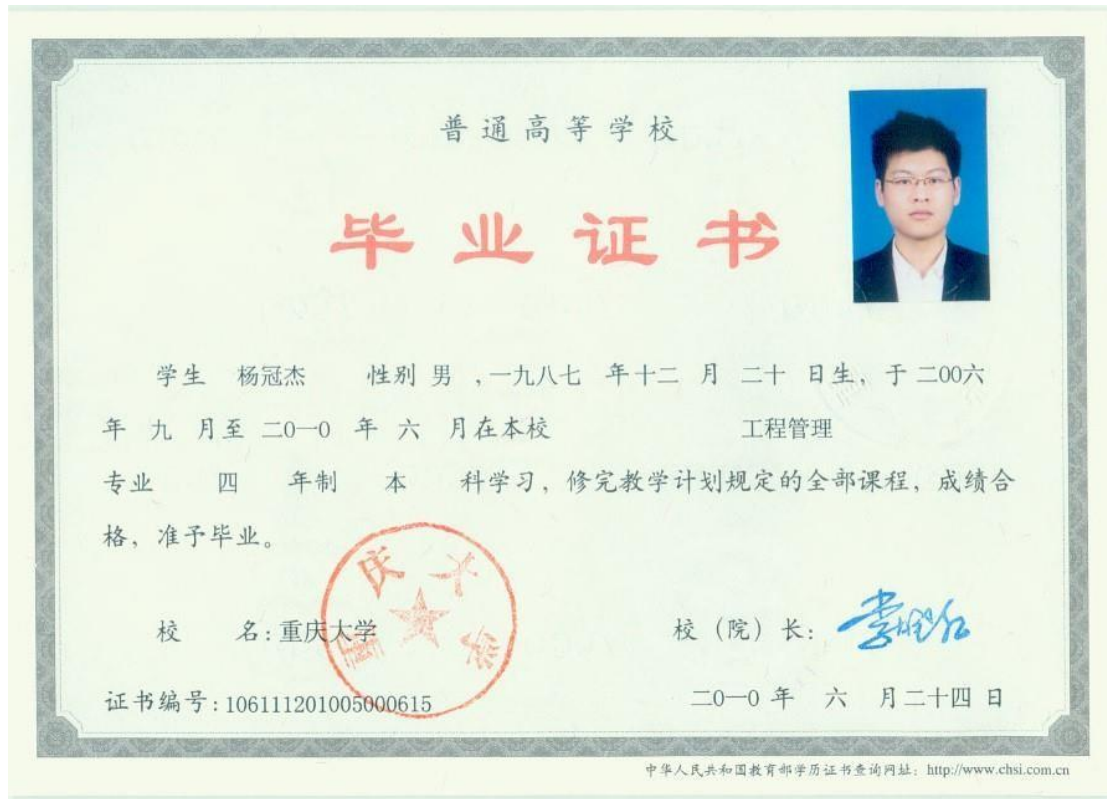 普通高等学校
毕业证书
学生 杨冠杰 性别 男 ,一九八七 年十二 月 二十 日生，于 二00六
年 九 月至 二0一0 年 六 月在本校 工程管理
专业 四 年制 本 科学习，修完教学计划规定的全部课程，成绩合
格，准予毕业。
重庆大学
校 名:重庆大学 校（院）长:
证书编号:106111201005000615 二0一0 年 六 月二十四 日
中华人民共和国教育部学历证书查询网址: http://www.chsi.com.cn